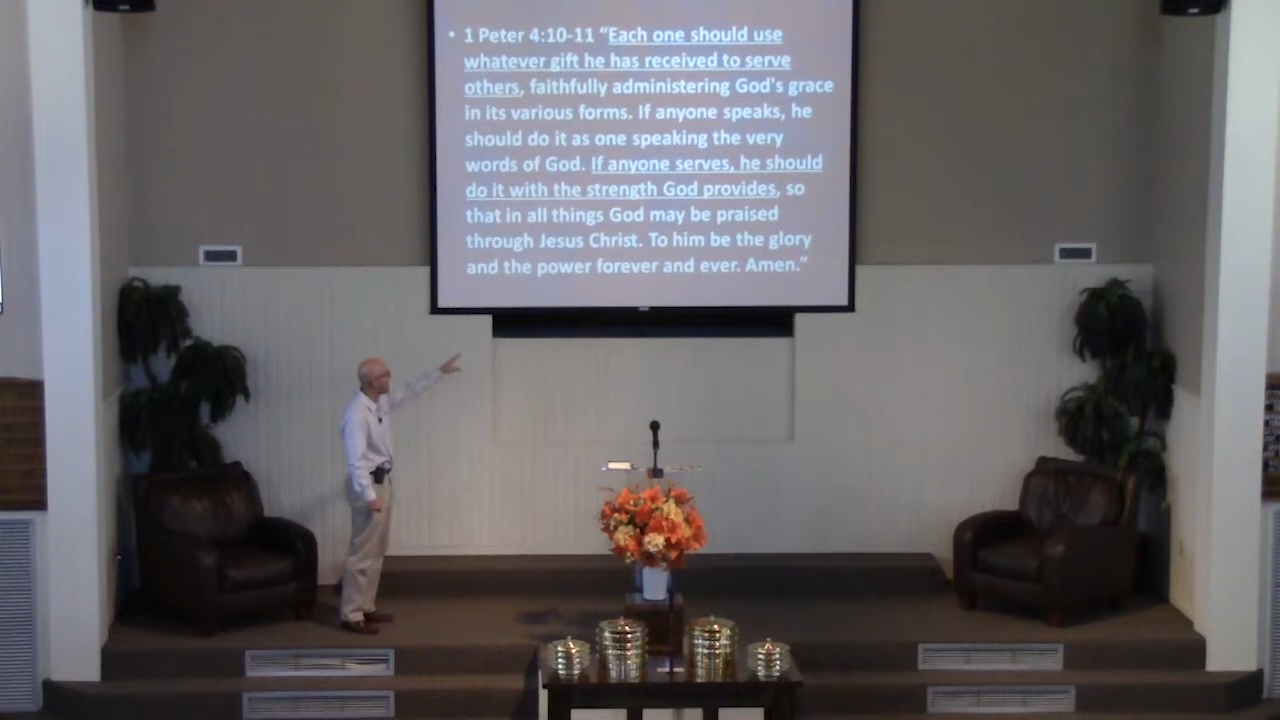 • 1 Peter 4:10-11 “Each one should use
whatever gift he has received to serve
others, faithfully administering God's grace
in its various forms. If anyone speaks, he
should do it as one speaking the very
words of God. If anyone serves, he should
do it with the strength God provides, so
that in all things God may be praised
through Jesus Christ. To him be the glory
and the power forever and ever. Amen.”